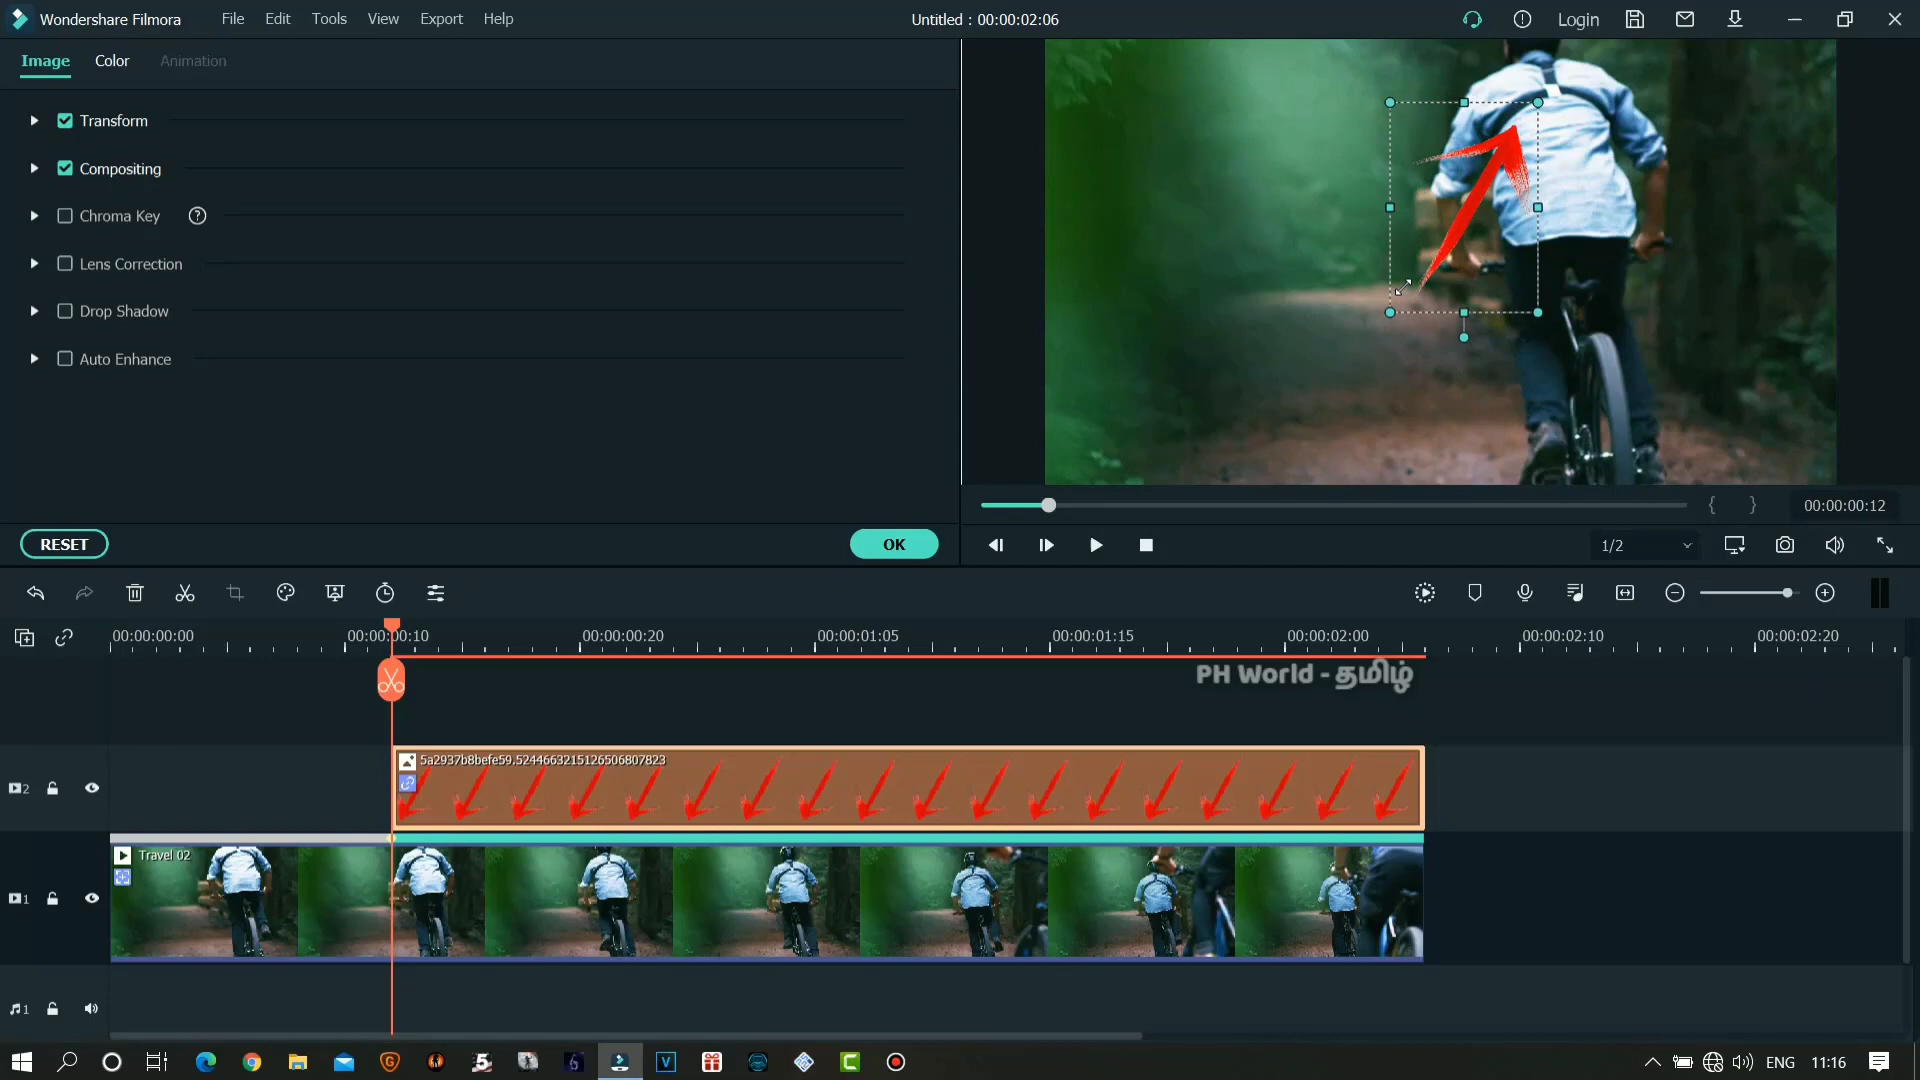 Wondershare Filmora
File Edit Tools View Export Help
Untitled : 00:00:02:06
Login
Image Color Animation
Transform
Compositing
Chroma Key ?
Lens Correction
Drop Shadow
Auto Enhance
RESET OK
{ } 00:00:00:12
1/2
00:00:00:00 00:00:00:10 00:00:00:20 00:00:01:05 00:00:01:15 00:00:02:00 00:00:02:10 00:00:02:20
PH World - தமிழ்
5a2937b8befe59.5244663215126506807823
2
Travel 02
1
1
ENG 11:16